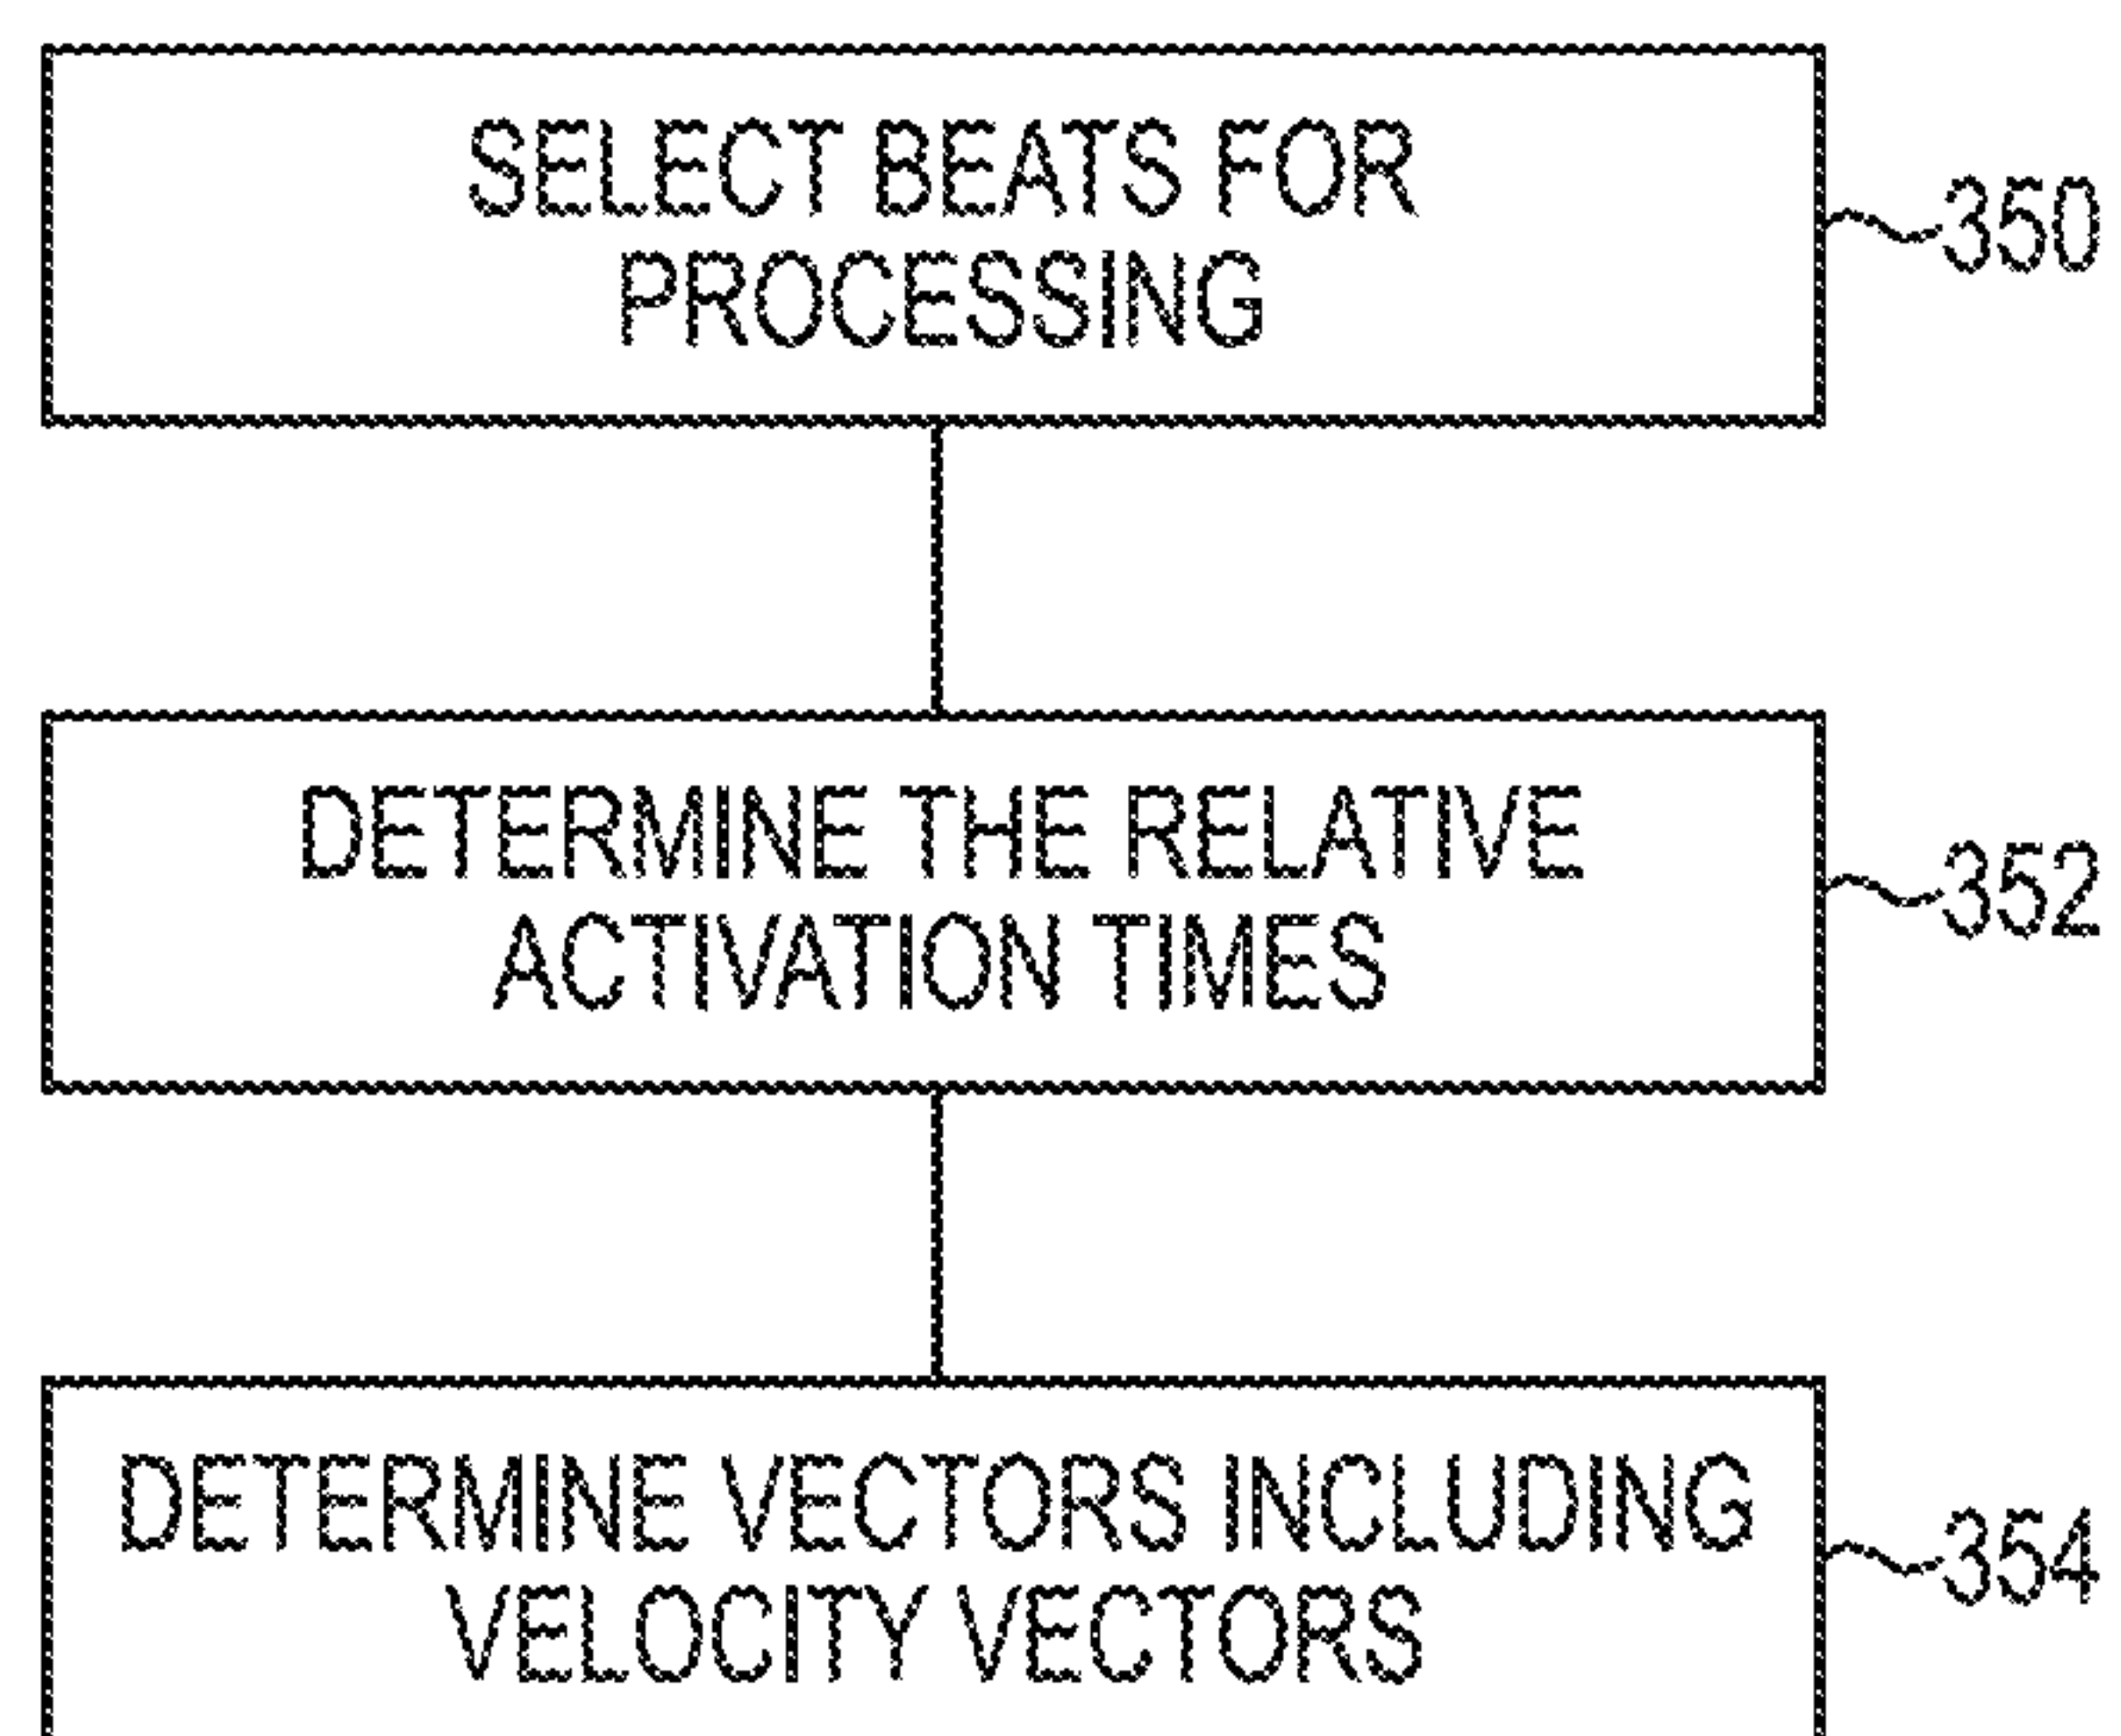 SELECT BEATS FOR
PROCESSING
350
DETERMINE THE RELATIVE
ACTIVATION TIMES
352
DETERMINE VECTORS INCLUDING
VELOCITY VECTORS
354